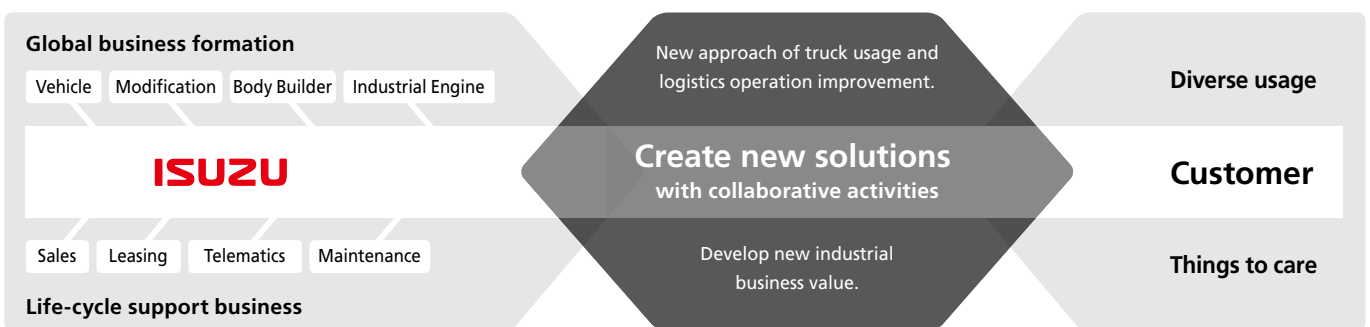 Global business formation
Vehicle Modification Body Builder Industrial Engine
ISUZU
Sales Leasing Telematics Maintenance
Life-cycle support business
New approach of truck usage and
logistics operation improvement.
Create new solutions
with collaborative activities
Develop new industrial
business value.
Diverse usage
Customer
Things to care